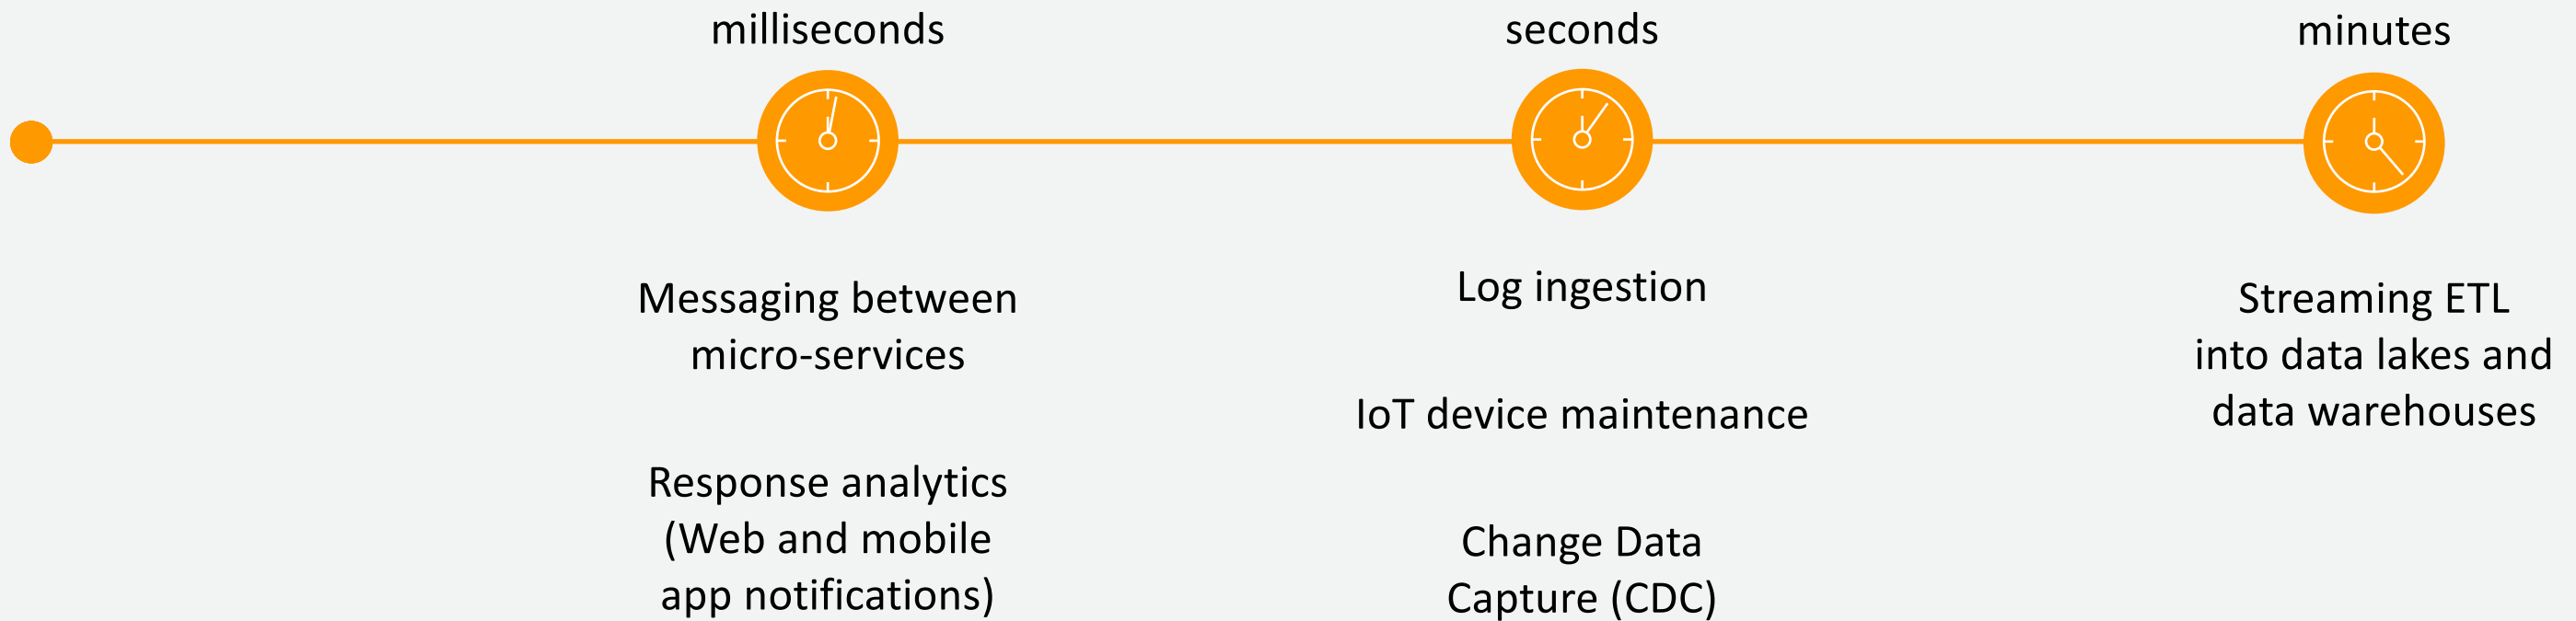 milliseconds
seconds
minutes
Messaging between
micro-services
Response analytics
(Web and mobile
app notifications)
Log ingestion
IoT device maintenance
Change Data
Capture (CDC)
Streaming ETL
into data lakes and
data warehouses